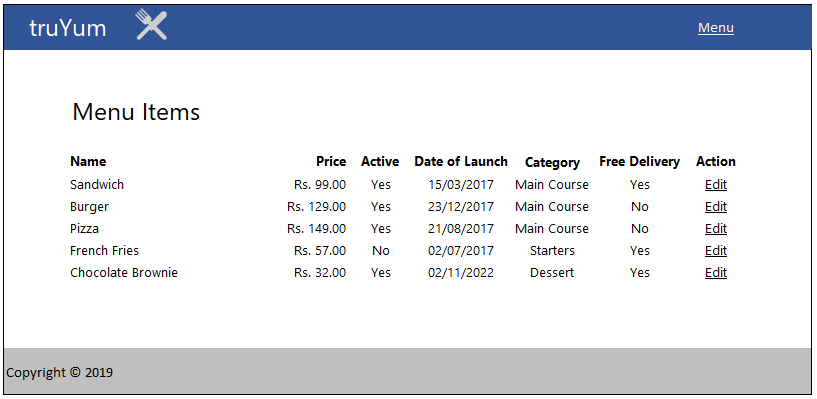 truYum Menu
Menu Items
Name Price Active Date of Launch Category Free Delivery Action
Sandwich Rs. 99.00 Yes 15/03/2017 Main Course Yes Edit
Burger Rs. 129.00 Yes 23/12/2017 Main Course No Edit
Pizza Rs. 149.00 Yes 21/08/2017 Main Course No Edit
French Fries Rs. 57.00 No 02/07/2017 Starters Yes Edit
Chocolate Brownie Rs. 32.00 Yes 02/11/2022 Dessert Yes Edit
Copyright © 2019